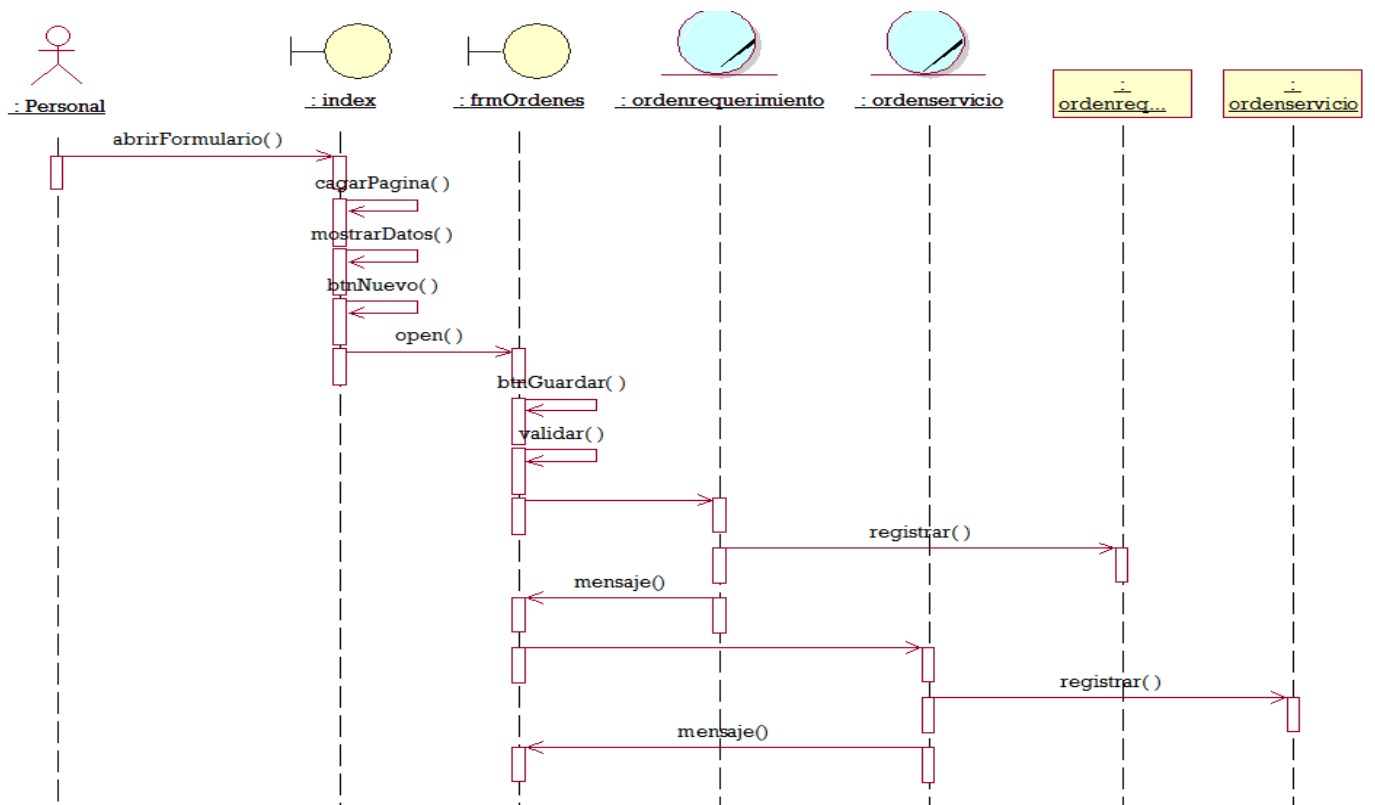 : Personal
: index
: frmOrdenes
: ordenrequerimiento
: ordenservicio
:
ordenreq...
:
ordenservicio
abrirFormulario( )
cagarPagina( )
mostrarDatos( )
btnNuevo( )
open( )
btnGuardar( )
validar( )
registrar( )
mensaje()
registrar( )
mensaje()